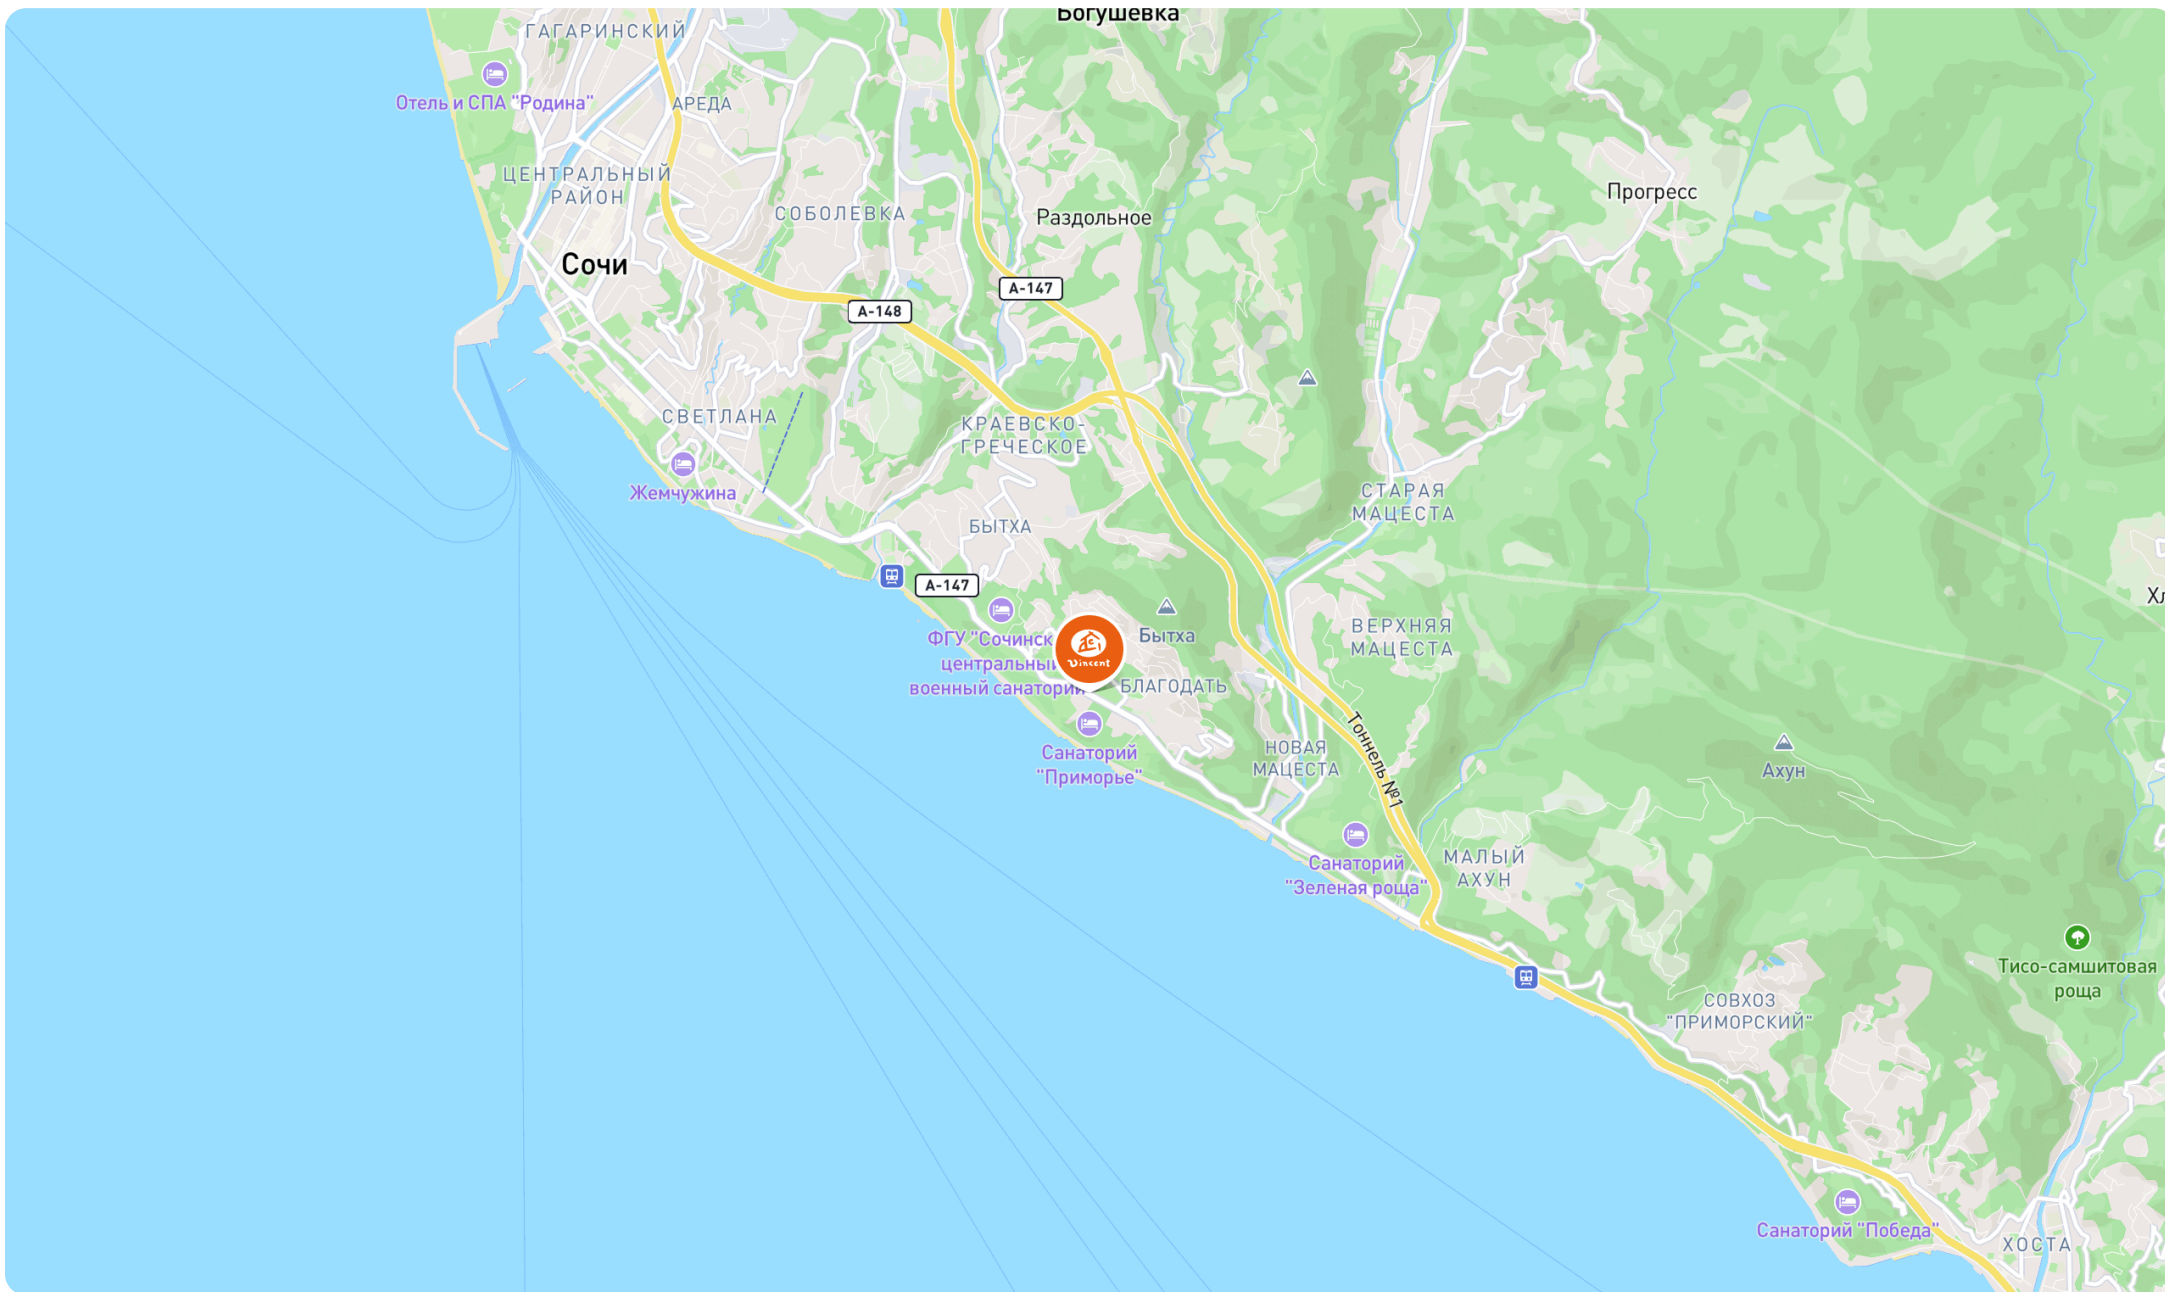 Богушевка
ГАГАРИНСКИЙ
Отель и СПА "Родина"
АРЕДА
ЦЕНТРАЛЬНЫЙ
РАЙОН
СОБОЛЕВКА
Раздольное
Прогресс
Сочи
А-147
А-148
СВЕТЛАНА
КРАЕВСКО-
ГРЕЧЕСКОЕ
Жемчужина
СТАРАЯ
МАЦЕСТА
БЫТХА
А-147
Хл
ФГУ "Сочинск
центральный
военный санаторий
Vincent
Бытха
ВЕРХНЯЯ
МАЦЕСТА
БЛАГОДАТЬ
Санаторий
"Приморье"
НОВАЯ
МАЦЕСТА
Тоннель №1
Ахун
Санаторий
"Зеленая роща"
МАЛЫЙ
АХУН
Тисо-самшитовая
роща
СОВХОЗ
"ПРИМОРСКИЙ"
Санаторий "Победа"
ХОСТА